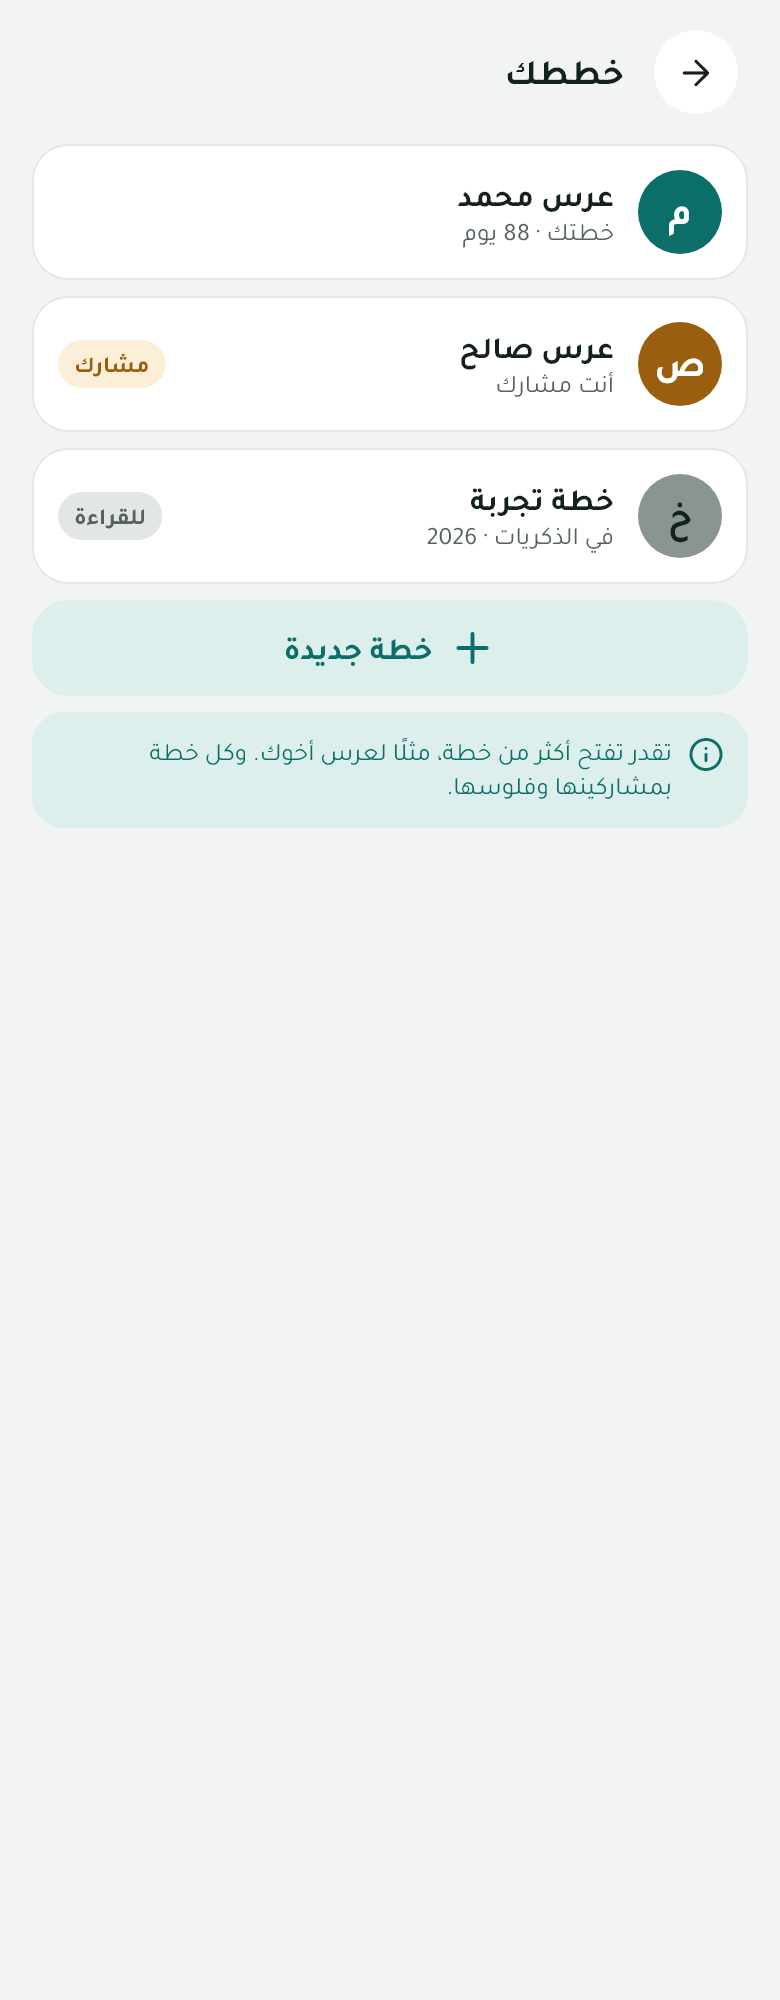 خططك
م
عرس محمد
خطتك · 88 يوم
ص
عرس صالح
أنت مشارك
مشارك
خ
خطة تجربة
في الذكريات · 2026
للقراءة
خطة جديدة
تقدر تفتح أكثر من خطة، مثلًا لعرس أخوك. وكل خطة
بمشاركينها وفلوسها.